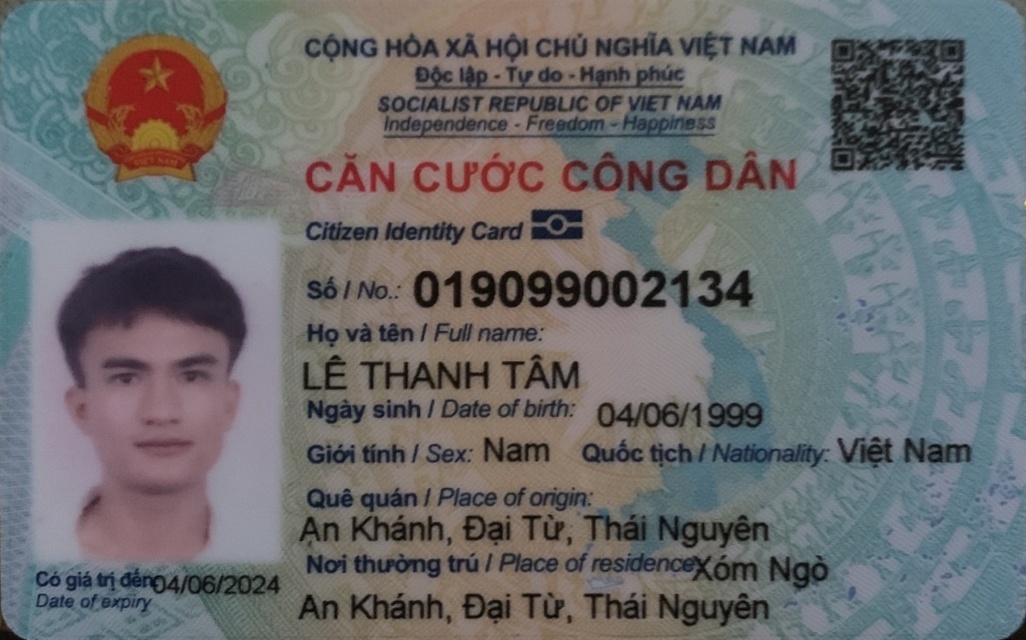 CỘNG HÒA XÃ HỘI CHỦ NGHĨA VIỆT NAM
Độc lập - Tự do - Hạnh phúc
SOCIALIST REPUBLIC OF VIET NAM
Independence - Freedom - Happiness
CĂN CƯỚC CÔNG DÂN
Citizen Identity Card
Số / No.: 019099002134
Họ và tên / Full name:
LÊ THANH TÂM
Ngày sinh / Date of birth: 04/06/1999
Giới tính / Sex: Nam Quốc tịch / Nationality: Việt Nam
Quê quán / Place of origin:
An Khánh, Đại Từ, Thái Nguyên
Nơi thường trú / Place of residence Xóm Ngò
An Khánh, Đại Từ, Thái Nguyên
Có giá trị đến 04/06/2024
Date of expiry
VIỆT NAM